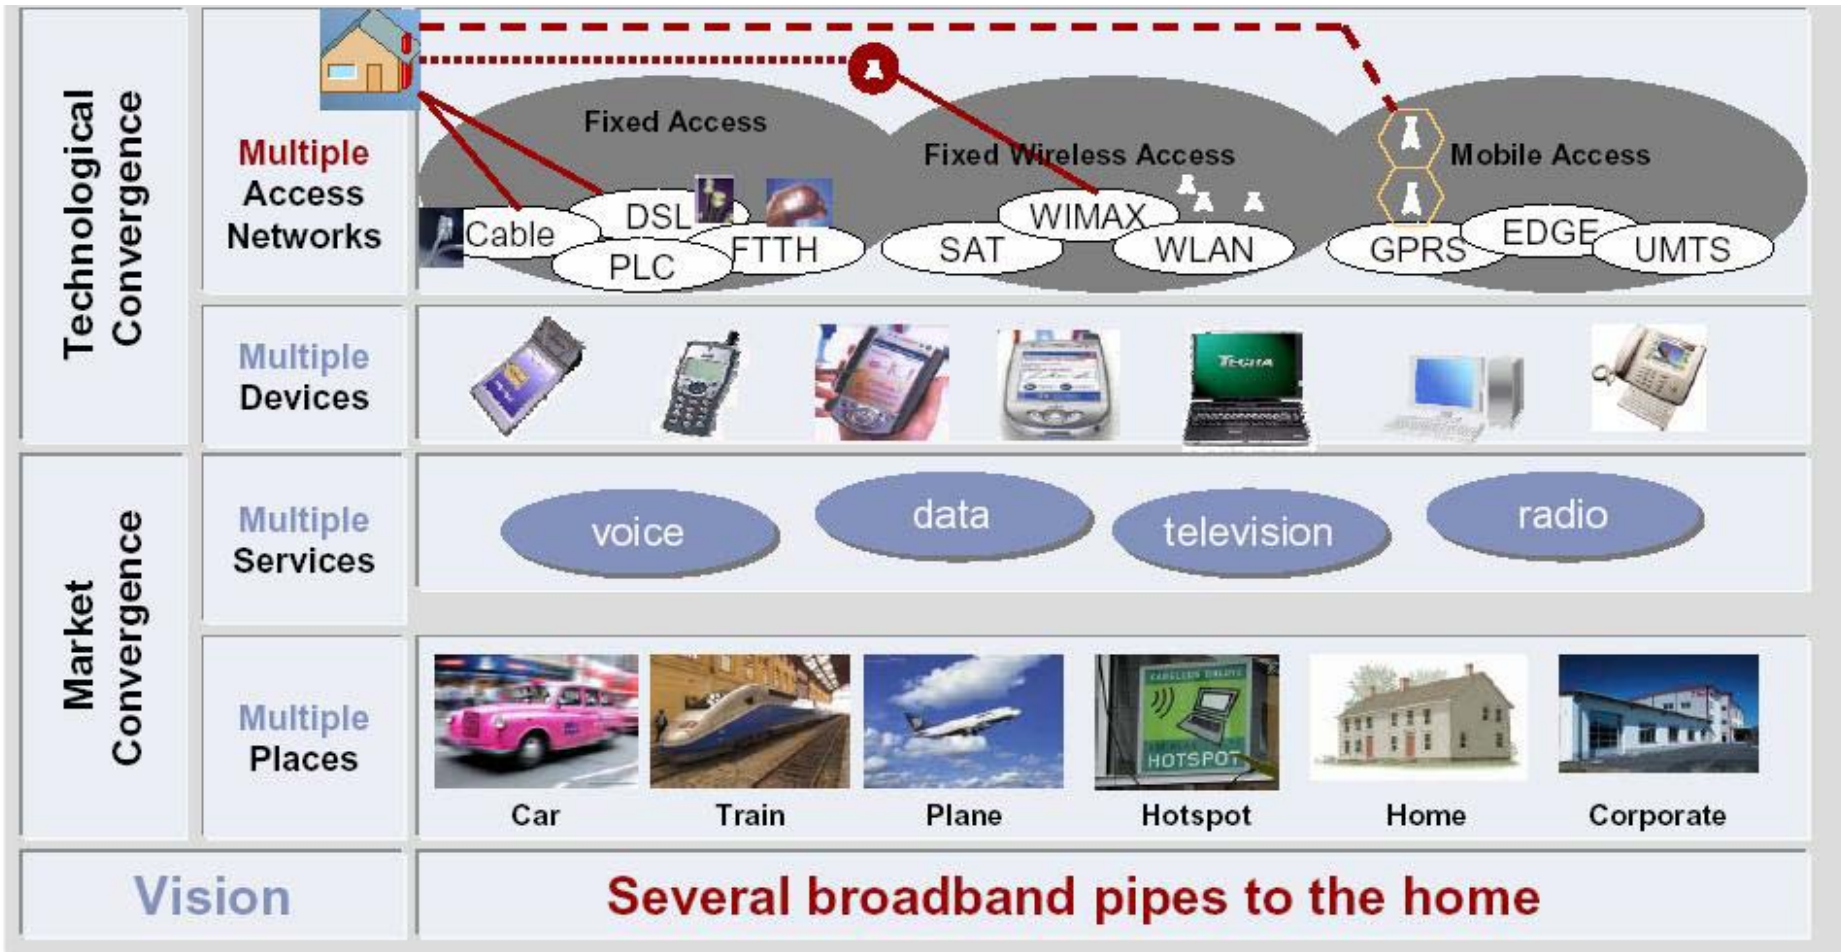 Technological
Convergence
Multiple
Access
Networks
Fixed Access
Fixed Wireless Access
Mobile Access
Cable
DSL
PLC
FTTH
SAT
WIMAX
WLAN
GPRS
EDGE
UMTS
Multiple
Devices
TECRA
Market
Convergence
Multiple
Services
voice
data
television
radio
Multiple
Places
HOTSPOT
Car
Train
Plane
Hotspot
Home
Corporate
Vision
Several broadband pipes to the home